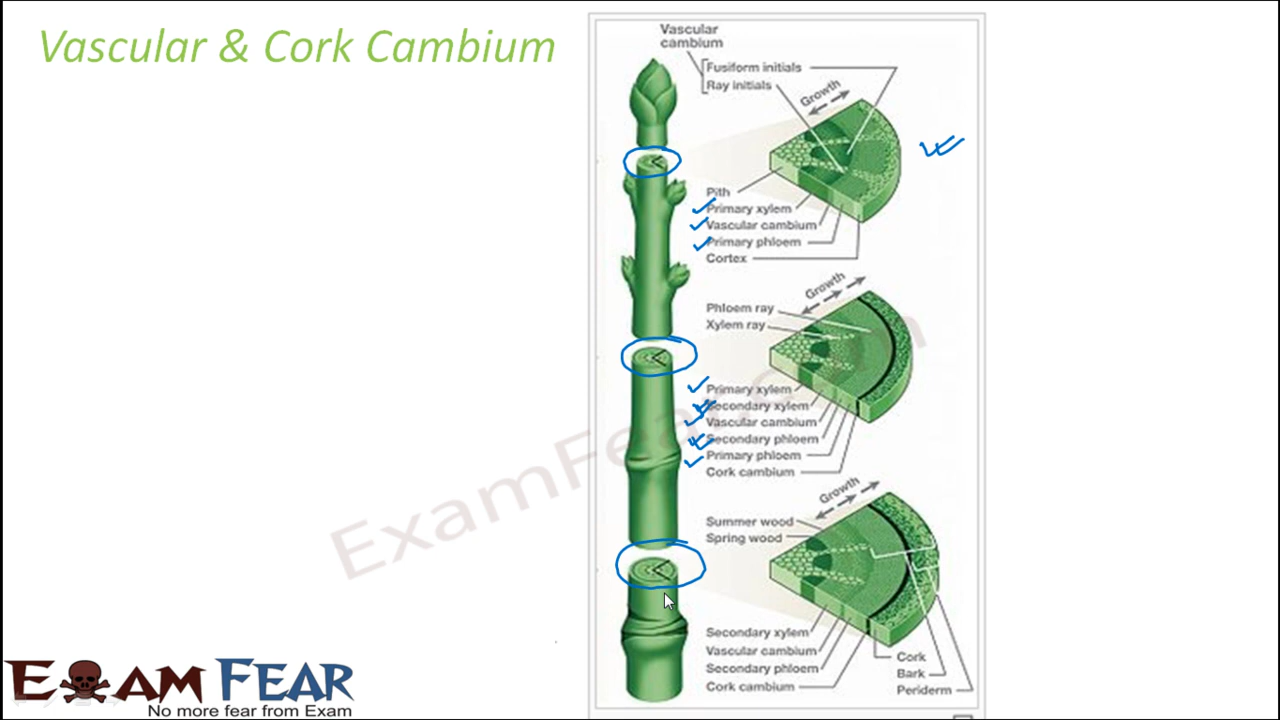 Vascular & Cork Cambium
Vascular
cambium
Fusiform initials
Ray initials
Growth
Pith
Primary xylem
Vascular cambium
Primary phloem
Cortex
Growth
Phloem ray
Xylem ray
Primary xylem
Secondary xylem
Vascular cambium
Secondary phloem
Primary phloem
Cork cambium
Growth
Summer wood
Spring wood
Secondary xylem
Vascular cambium
Secondary phloem
Cork cambium
Cork
Bark
Periderm
ExamFear.com
EXAM FEAR
No more fear from Exam